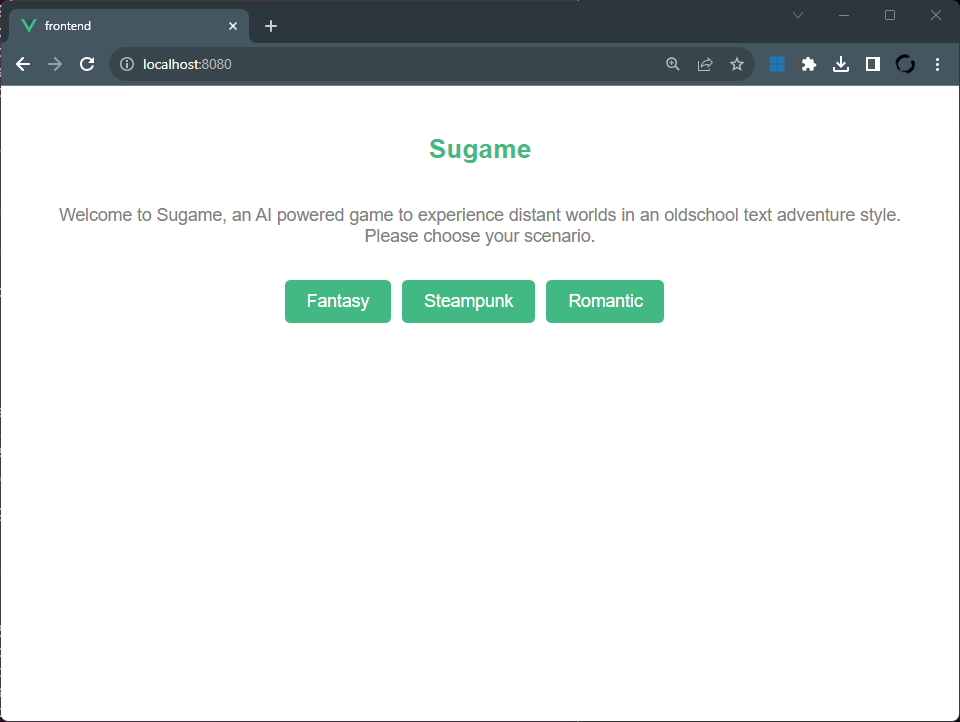 frontend
localhost:8080
Sugame
Welcome to Sugame, an AI powered game to experience distant worlds in an oldschool text adventure style.
Please choose your scenario.
Fantasy
Steampunk
Romantic